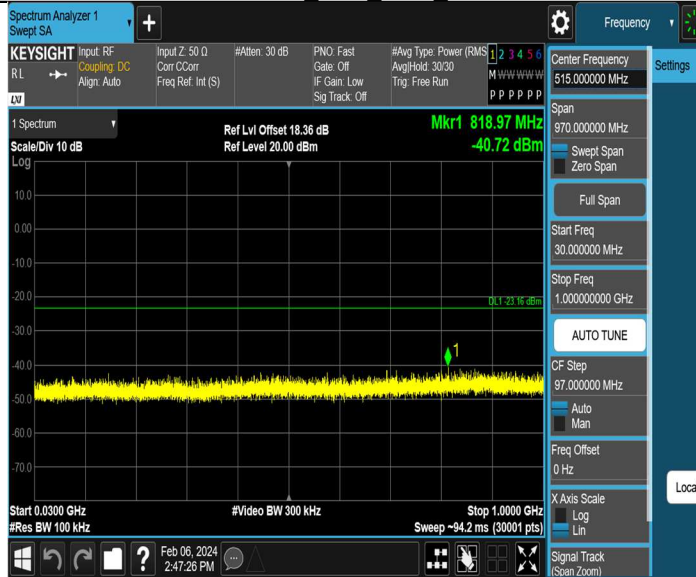 Spectrum Analyzer 1
Swept SA
Frequency
KEYSIGHT
RL
LXI
Input: RF
Coupling: DC
Align: Auto
Input Z: 50 Ω
Corr CCorr
Freq Ref: Int (S)
#Atten: 30 dB
PNO: Fast
Gate: Off
IF Gain: Low
Sig Track: Off
#Avg Type: Power (RMS
Avg|Hold: 30/30
Trig: Free Run
1 2 3 4 5 6
M W W W W W
P P P P P P
1 Spectrum
Scale/Div 10 dB
Log
Ref Lvl Offset 18.36 dB
Ref Level 20.00 dBm
Mkr1 818.97 MHz
-40.72 dBm
10.0
0.00
-10.0
-20.0
DL1 -23.16 dBm
-30.0
1
-40.0
-50.0
-60.0
-70.0
Start 0.0300 GHz
#Res BW 100 kHz
#Video BW 300 kHz
Stop 1.0000 GHz
Sweep ~94.2 ms (30001 pts)
?
Feb 06, 2024
2:47:26 PM
Center Frequency
515.000000 MHz
Settings
Span
970.000000 MHz
Swept Span
Zero Span
Full Span
Start Freq
30.000000 MHz
Stop Freq
1.000000000 GHz
AUTO TUNE
CF Step
97.000000 MHz
Auto
Man
Freq Offset
0 Hz
X Axis Scale
Log
Lin
Loca
Signal Track
(Span Zoom)